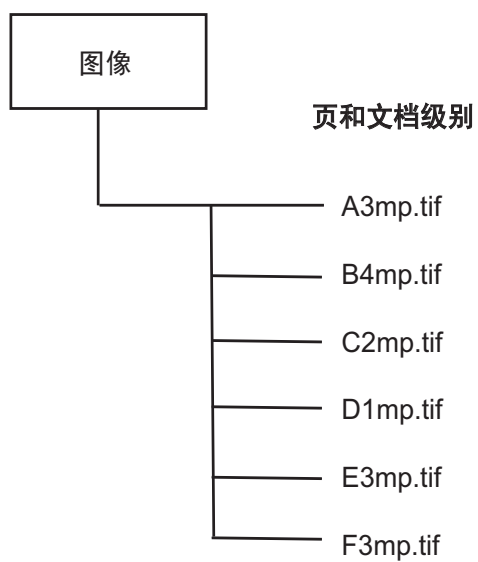 图像
页和文档级别
A3mp.tif
B4mp.tif
C2mp.tif
D1mp.tif
E3mp.tif
F3mp.tif